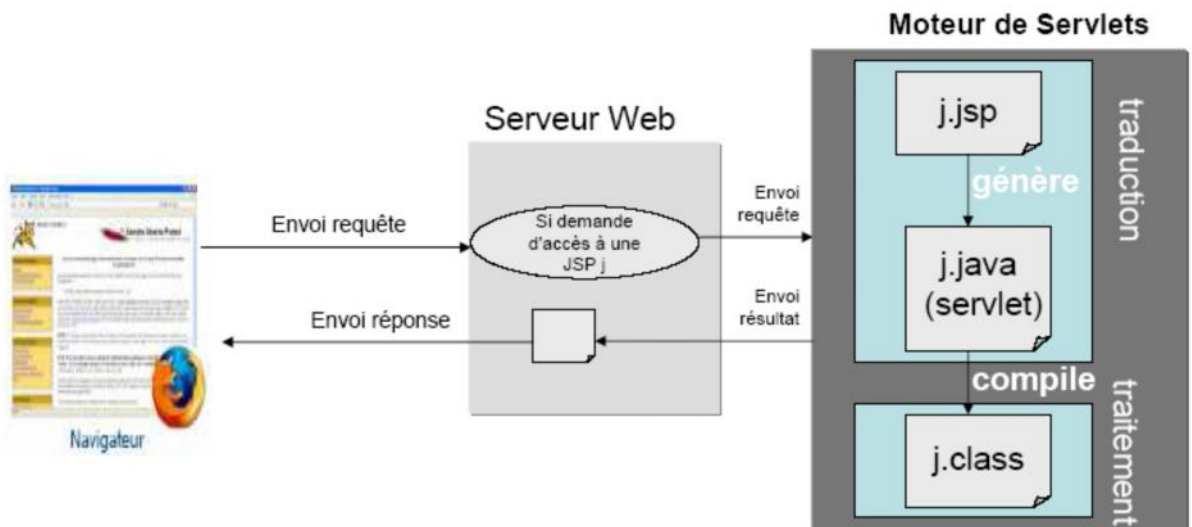 Moteur de Servlets
Serveur Web
Envoi requête
Si demande
d'accès à une
JSP j
Envoi
requête
Envoi réponse
Envoi
résultat
j.jsp
génère
j.java
(servlet)
compile
j.class
traduction
traitement
Navigateur